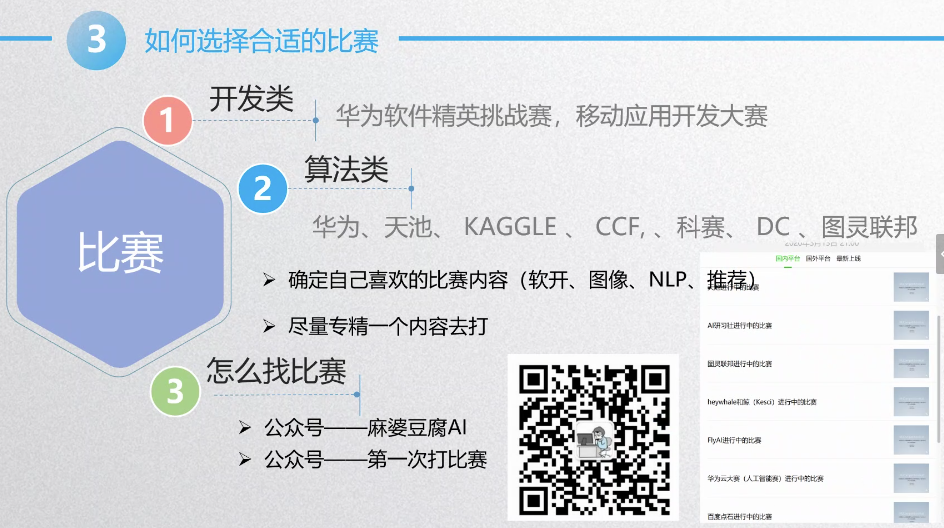 3 如何选择合适的比赛
比赛
1 开发类
华为软件精英挑战赛，移动应用开发大赛
2 算法类
华为、天池、 KAGGLE 、 CCF, 、科赛、 DC 、图灵联邦
➢ 确定自己喜欢的比赛内容（软开、图像、NLP、推荐）
➢ 尽量专精一个内容去打
3 怎么找比赛
➢ 公众号——麻婆豆腐AI
➢ 公众号——第一次打比赛
国内平台 国外平台 最新上线
AI研习社进行中的比赛
图灵联邦进行中的比赛
heywhale和鲸（Kesci）进行中的比赛
FlyAI进行中的比赛
华为云大赛（人工智能赛）进行中的比赛
百度点石进行中的比赛